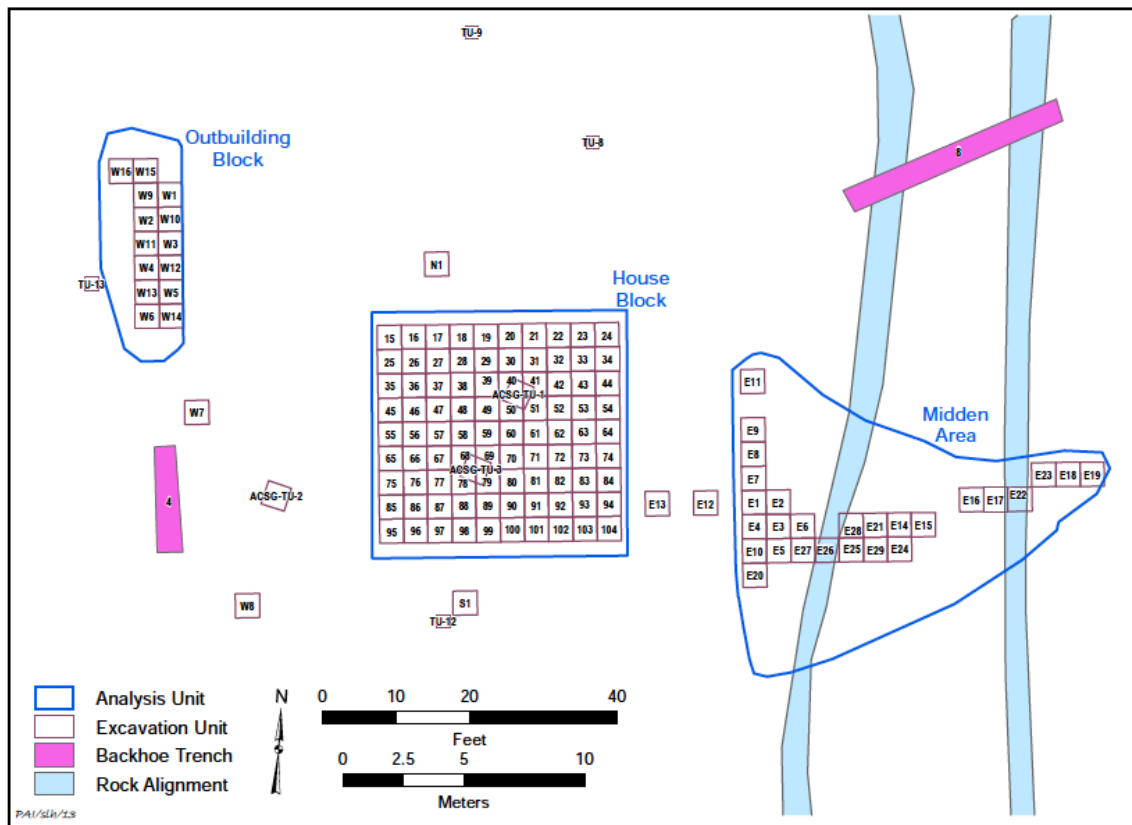 TU-9
TU-8
Outbuilding
Block
W16 W15
W9 W1
W2 W10
W11 W3
W4 W12
TU-13
W13 W5
W6 W14
N1
8
House
Block
15 16 17 18 19 20 21 22 23 24
25 26 27 28 29 30 31 32 33 34
35 36 37 38 39 40 41 42 43 44
ACSG-TU-1
45 46 47 48 49 50 51 52 53 54
55 56 57 58 59 60 61 62 63 64
65 66 67 68 69 70 71 72 73 74
ACSG-TU-3
75 76 77 78 79 80 81 82 83 84
85 86 87 88 89 90 91 92 93 94
95 96 97 98 99 100 101 102 103 104
W7
4
ACSG-TU-2
W8
S1
TU-12
E13
E12
Midden
Area
E11
E9
E8
E7
E1 E2
E4 E3 E6
E10 E5 E27 E26 E25 E29 E24
E20
E28 E21 E14 E15
E16 E17 E22
E23 E18 E19
Analysis Unit
Excavation Unit
Backhoe Trench
Rock Alignment
N
0 10 20 40
Feet
0 2.5 5 10
Meters
PAI/slh/13